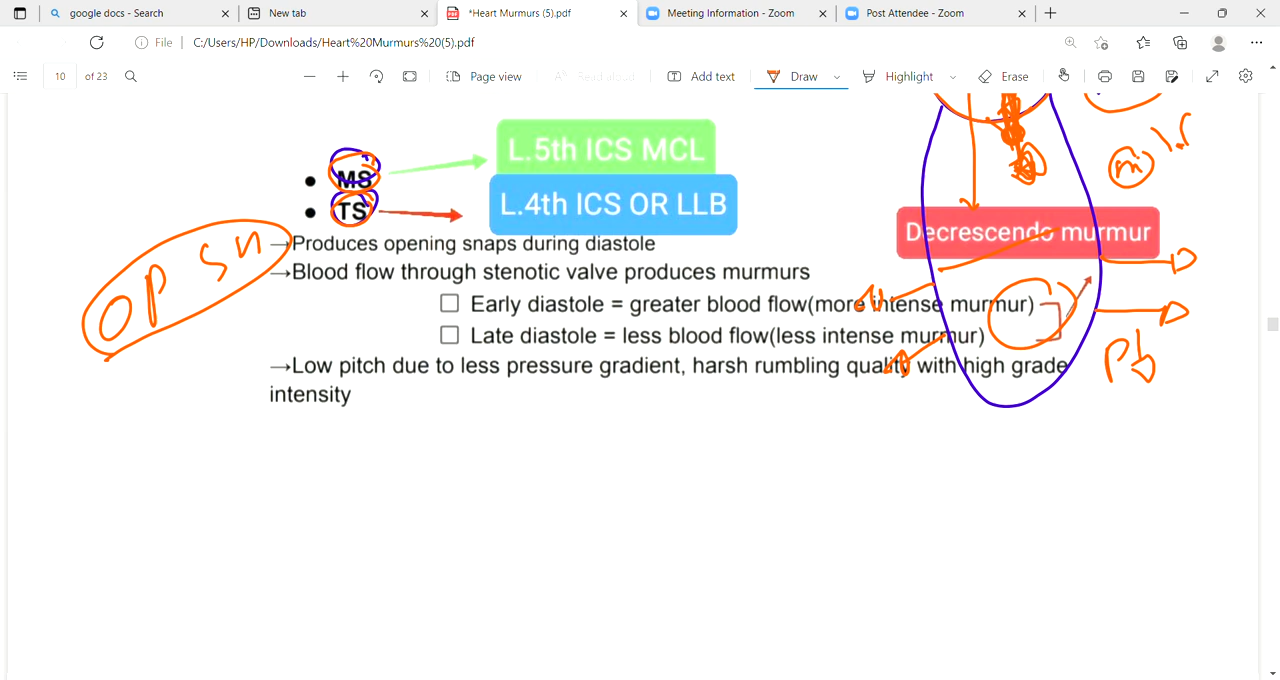 google docs - Search
New tab
*Heart Murmurs (5).pdf
Meeting Information - Zoom
Post Attendee - Zoom
File
C:/Users/HP/Downloads/Heart%20Murmurs%20(5).pdf
10 of 23
Page view
Read aloud
Add text
Draw
Highlight
Erase
• MS
L.5th ICS MCL
• TS
L.4th ICS OR LLB
OP Sn
→Produces opening snaps during diastole
Decrescendo murmur
→Blood flow through stenotic valve produces murmurs
Early diastole = greater blood flow(more intense murmur)
Late diastole = less blood flow(less intense murmur)
→Low pitch due to less pressure gradient, harsh rumbling quality with high grade
intensity